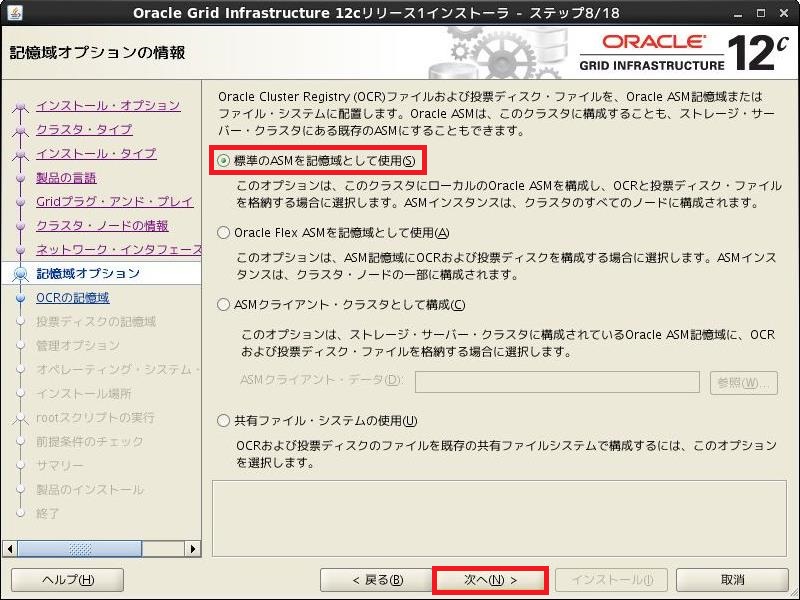 Oracle Grid Infrastructure 12cリリース1インストーラ - ステップ8/18
記憶域オプションの情報
ORACLE
GRID INFRASTRUCTURE 12c
インストール・オプション
クラスタ・タイプ
インストール・タイプ
製品の言語
Gridプラグ・アンド・プレイ
クラスタ・ノードの情報
ネットワーク・インタフェース
記憶域オプション
OCRの記憶域
投票ディスクの記憶域
管理オプション
オペレーティング・システム・
インストール場所
rootスクリプトの実行
前提条件のチェック
サマリー
製品のインストール
終了
Oracle Cluster Registry (OCR)ファイルおよび投票ディスク・ファイルを、Oracle ASM記憶域または
ファイル・システムに配置します。Oracle ASMは、このクラスタに構成することも、ストレージ・サー
バー・クラスタにある既存のASMにすることもできます。
標準のASMを記憶域として使用(S)
このオプションは、このクラスタにローカルのOracle ASMを構成し、OCRと投票ディスク・ファイル
を格納する場合に選択します。ASMインスタンスは、クラスタのすべてのノードに構成されます。
Oracle Flex ASMを記憶域として使用(A)
このオプションは、ASM記憶域にOCRおよび投票ディスクを構成する場合に選択します。ASMインス
タンスは、クラスタ・ノードの一部に構成されます。
ASMクライアント・クラスタとして構成(C)
このオプションは、ストレージ・サーバー・クラスタに構成されているOracle ASM記憶域に、OCR
および投票ディスク・ファイルを格納する場合に選択します。
ASMクライアント・データ(D):
参照(W)...
共有ファイル・システムの使用(U)
OCRおよび投票ディスクのファイルを既存の共有ファイルシステムで構成するには、このオプション
を選択します。
ヘルプ(H)
< 戻る(B)
次へ(N) >
インストール(I)
取消